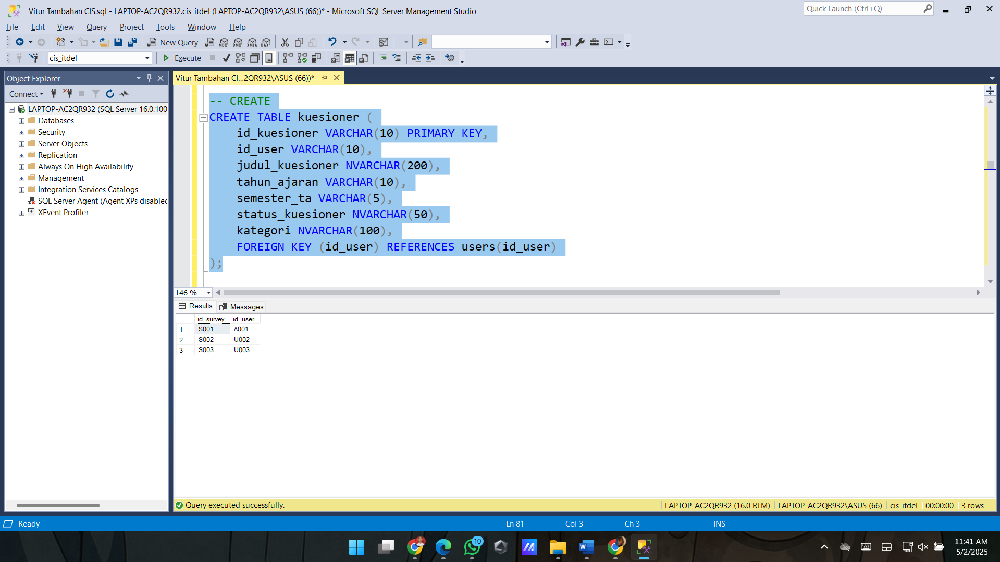 Vitur Tambahan CIS.sql - LAPTOP-AC2QR932.cis_itdel (LAPTOP-AC2QR932\ASUS (66))* - Microsoft SQL Server Management Studio
Quick Launch (Ctrl+Q)
File Edit View Query Project Tools Window Help
New Query MDX DMX XMLA DAX
cis_itdel Execute
Object Explorer
Vitur Tambahan CI...2QR932\ASUS (66))*
Connect
LAPTOP-AC2QR932 (SQL Server 16.0.100
Databases
Security
Server Objects
Replication
Always On High Availability
Management
Integration Services Catalogs
SQL Server Agent (Agent XPs disabled
XEvent Profiler
-- CREATE
CREATE TABLE kuesioner (
id_kuesioner VARCHAR(10) PRIMARY KEY,
id_user VARCHAR(10),
judul_kuesioner NVARCHAR(200),
tahun_ajaran VARCHAR(10),
semester_ta VARCHAR(5),
status_kuesioner NVARCHAR(50),
kategori NVARCHAR(100),
FOREIGN KEY (id_user) REFERENCES users(id_user)
);
146 %
Results Messages
id_survey id_user
1 S001 A001
2 S002 U002
3 S003 U003
Query executed successfully.
LAPTOP-AC2QR932 (16.0 RTM) LAPTOP-AC2QR932\ASUS (66) cis_itdel 00:00:00 3 rows
Ready Ln 81 Col 3 Ch 3 INS
10
11:41 AM
5/2/2025